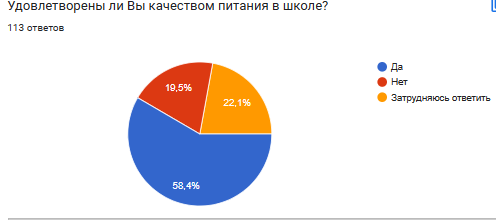 Удовлетворены ли Вы качеством питания в школе?
113 ответов
Да
Нет
Затрудняюсь ответить
19,5%
22,1%
58,4%